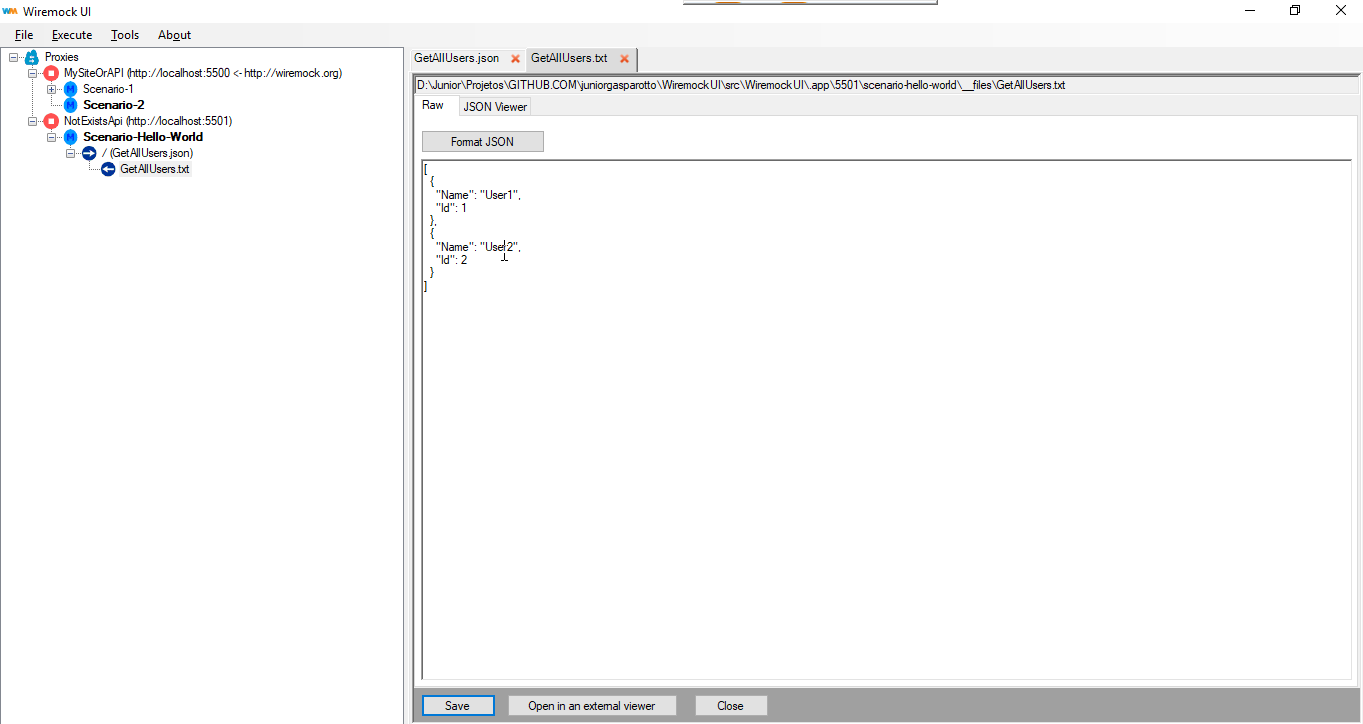 WM Wiremock UI
File Execute Tools About
Proxies
MySiteOrAPI (http://localhost:5500 <- http://wiremock.org)
M Scenario-1
M Scenario-2
NotExistsApi (http://localhost:5501)
M Scenario-Hello-World
/ (GetAllUsers.json)
GetAllUsers.txt
GetAllUsers.json GetAllUsers.txt
D:\Junior\Projetos\GITHUB.COM\juniorgasparotto\WiremockUI\src\WiremockUI\.app\5501\scenario-hello-world\__files\GetAllUsers.txt
Raw JSON Viewer
Format JSON
[
{
"Name": "User1",
"Id": 1
},
{
"Name": "User2",
"Id": 2
}
]
Save Open in an external viewer Close